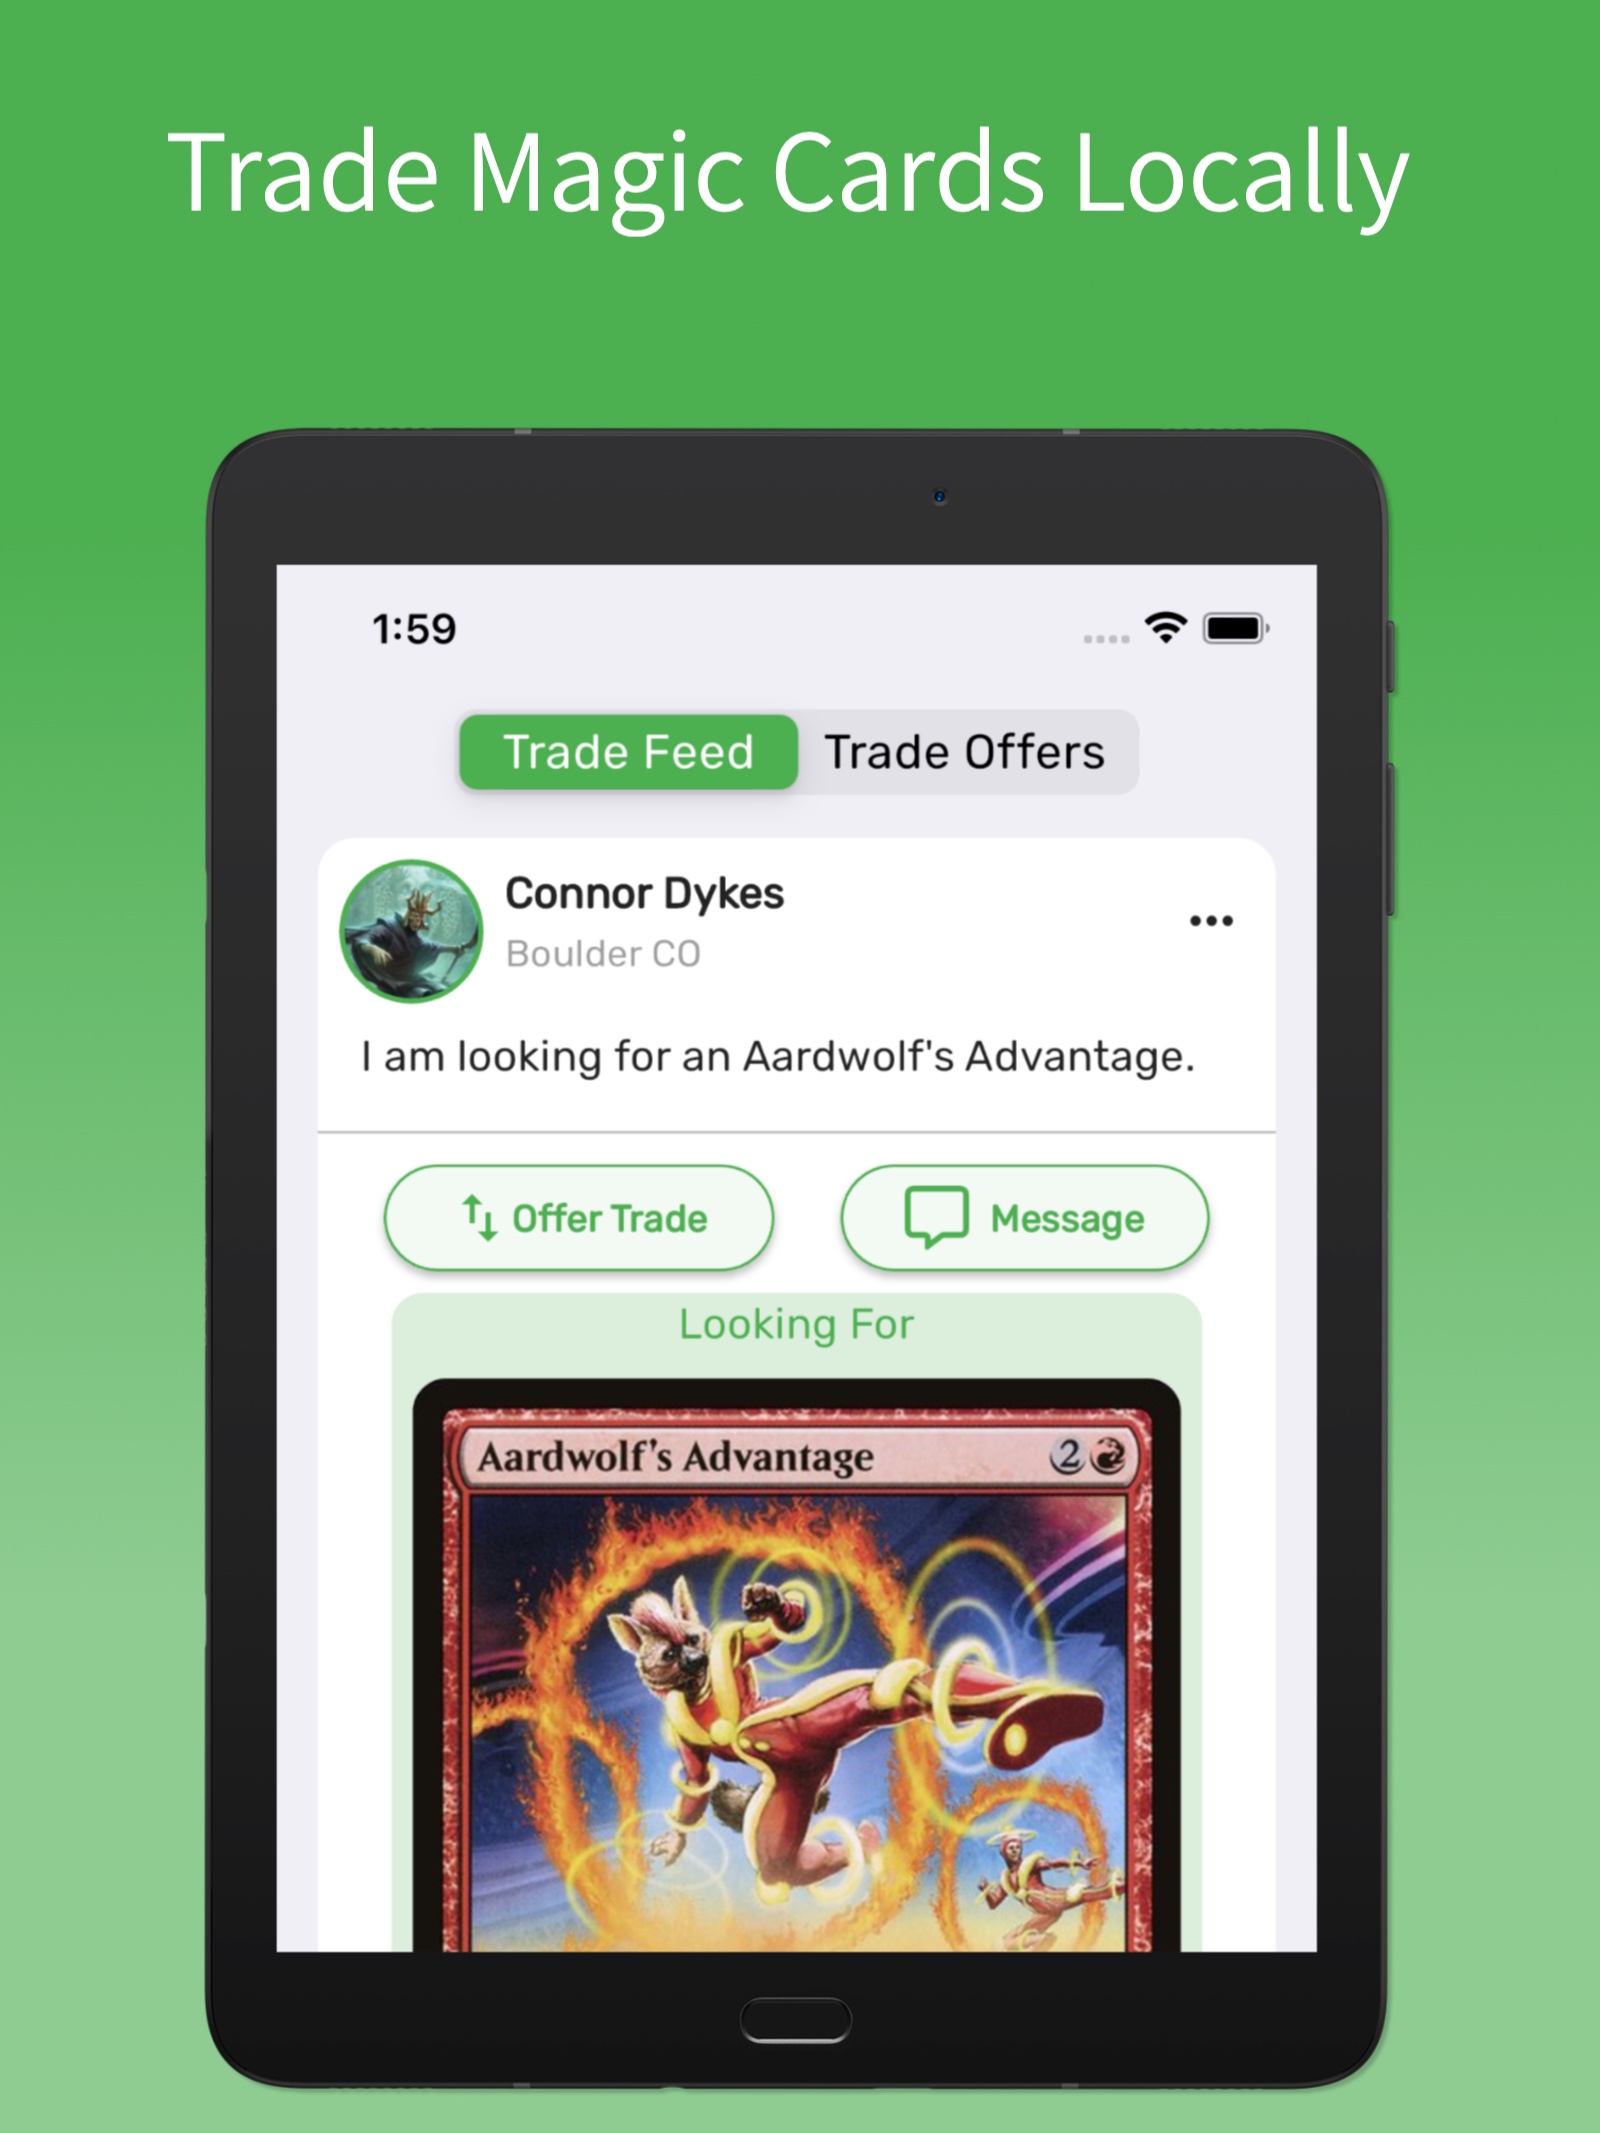 Trade Magic Cards Locally
1:59
Trade Feed Trade Offers
Connor Dykes
Boulder CO
I am looking for an Aardwolf's Advantage.
Offer Trade Message
Looking For
Aardwolf's Advantage 2